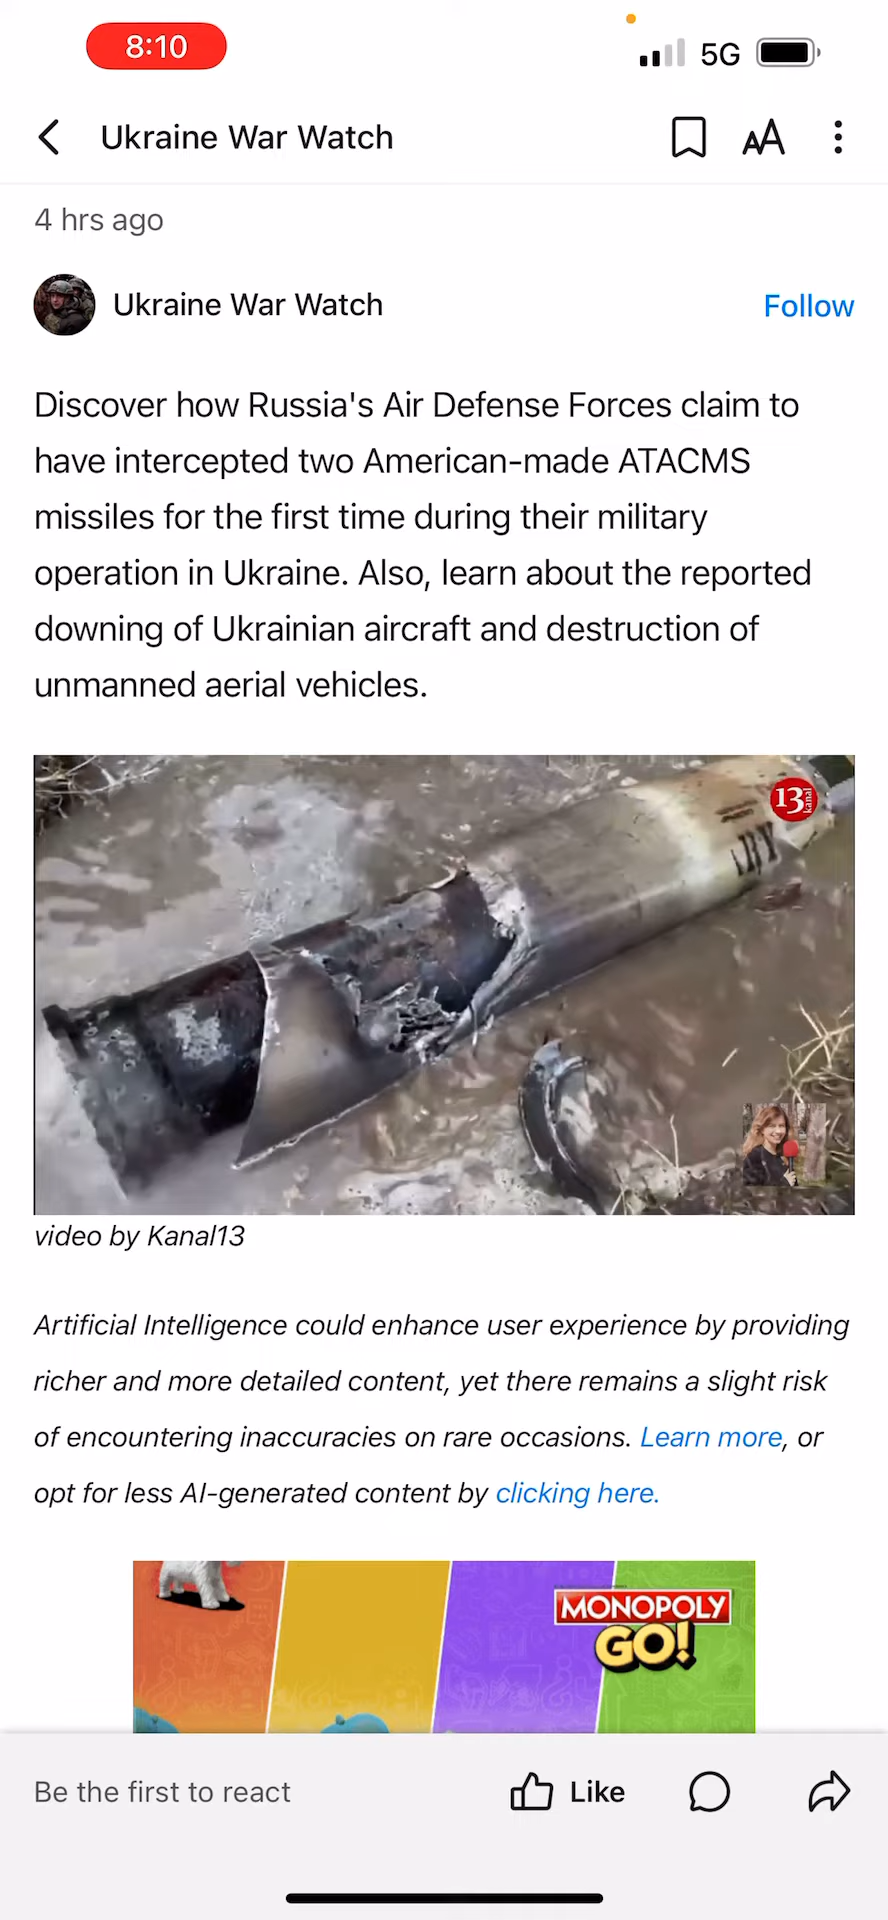 8:10
5G
Ukraine War Watch
AA
4 hrs ago
Ukraine War Watch
Follow
Discover how Russia's Air Defense Forces claim to
have intercepted two American-made ATACMS
missiles for the first time during their military
operation in Ukraine. Also, learn about the reported
downing of Ukrainian aircraft and destruction of
unmanned aerial vehicles.
13 kanal
video by Kanal13
Artificial Intelligence could enhance user experience by providing
richer and more detailed content, yet there remains a slight risk
of encountering inaccuracies on rare occasions. Learn more, or
opt for less AI-generated content by clicking here.
MONOPOLY
GO!
Be the first to react
Like